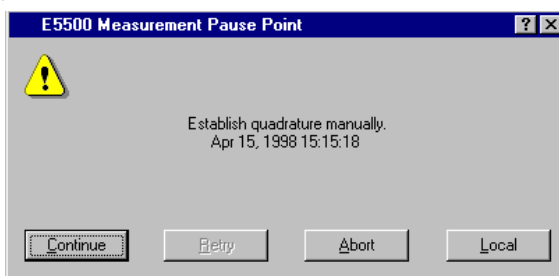 E5500 Measurement Pause Point
Establish quadrature manually.
Apr 15, 1998 15:15:18
Continue Retry Abort Local